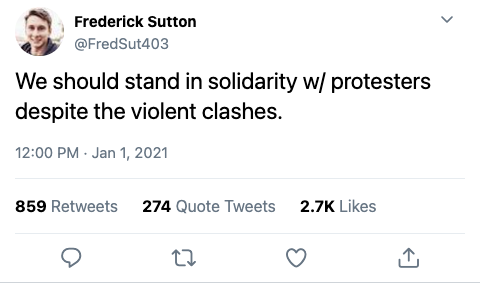 Frederick Sutton
@FredSut403
We should stand in solidarity w/ protesters
despite the violent clashes.
12:00 PM · Jan 1, 2021
859 Retweets 274 Quote Tweets 2.7K Likes